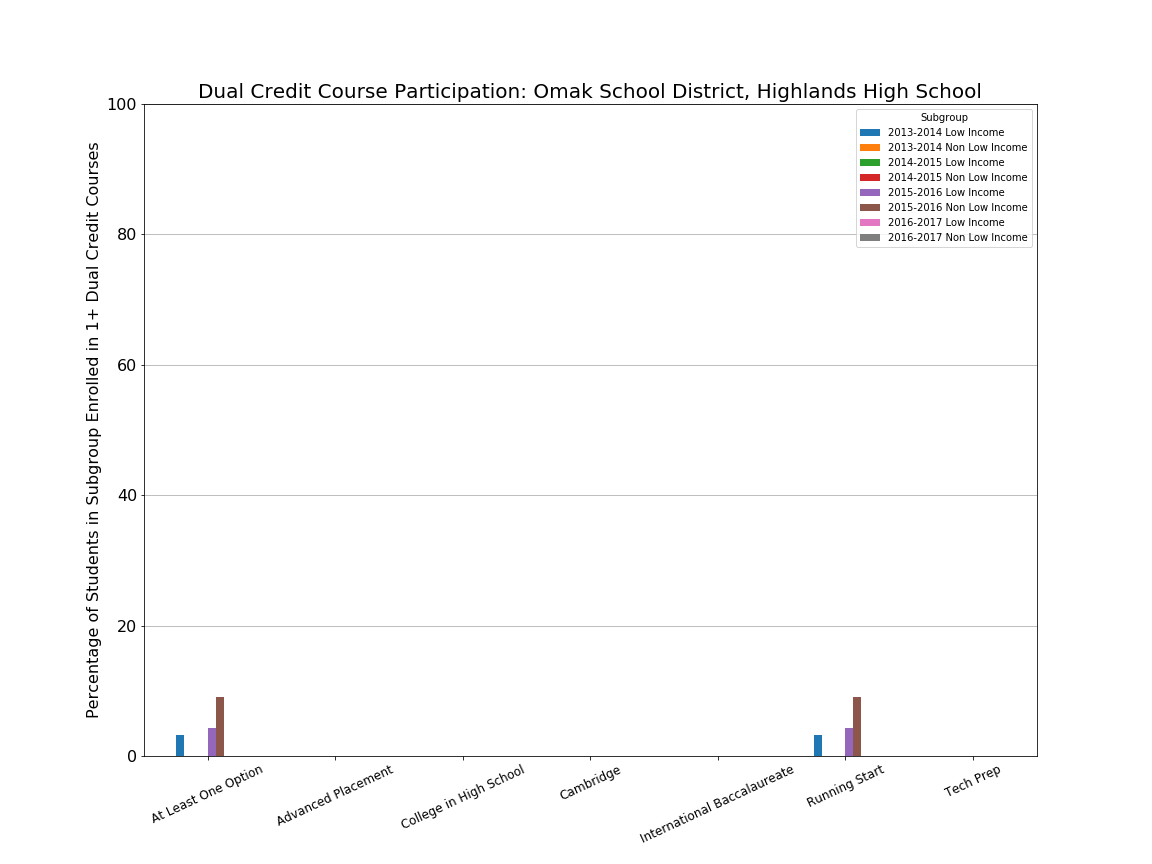 Dual Credit Course Participation: Omak School District, Highlands High School
Percentage of Students in Subgroup Enrolled in 1+ Dual Credit Courses
100
80
60
40
20
0
Subgroup
2013-2014 Low Income
2013-2014 Non Low Income
2014-2015 Low Income
2014-2015 Non Low Income
2015-2016 Low Income
2015-2016 Non Low Income
2016-2017 Low Income
2016-2017 Non Low Income
At Least One Option
Advanced Placement
College in High School
Cambridge
International Baccalaureate
Running Start
Tech Prep